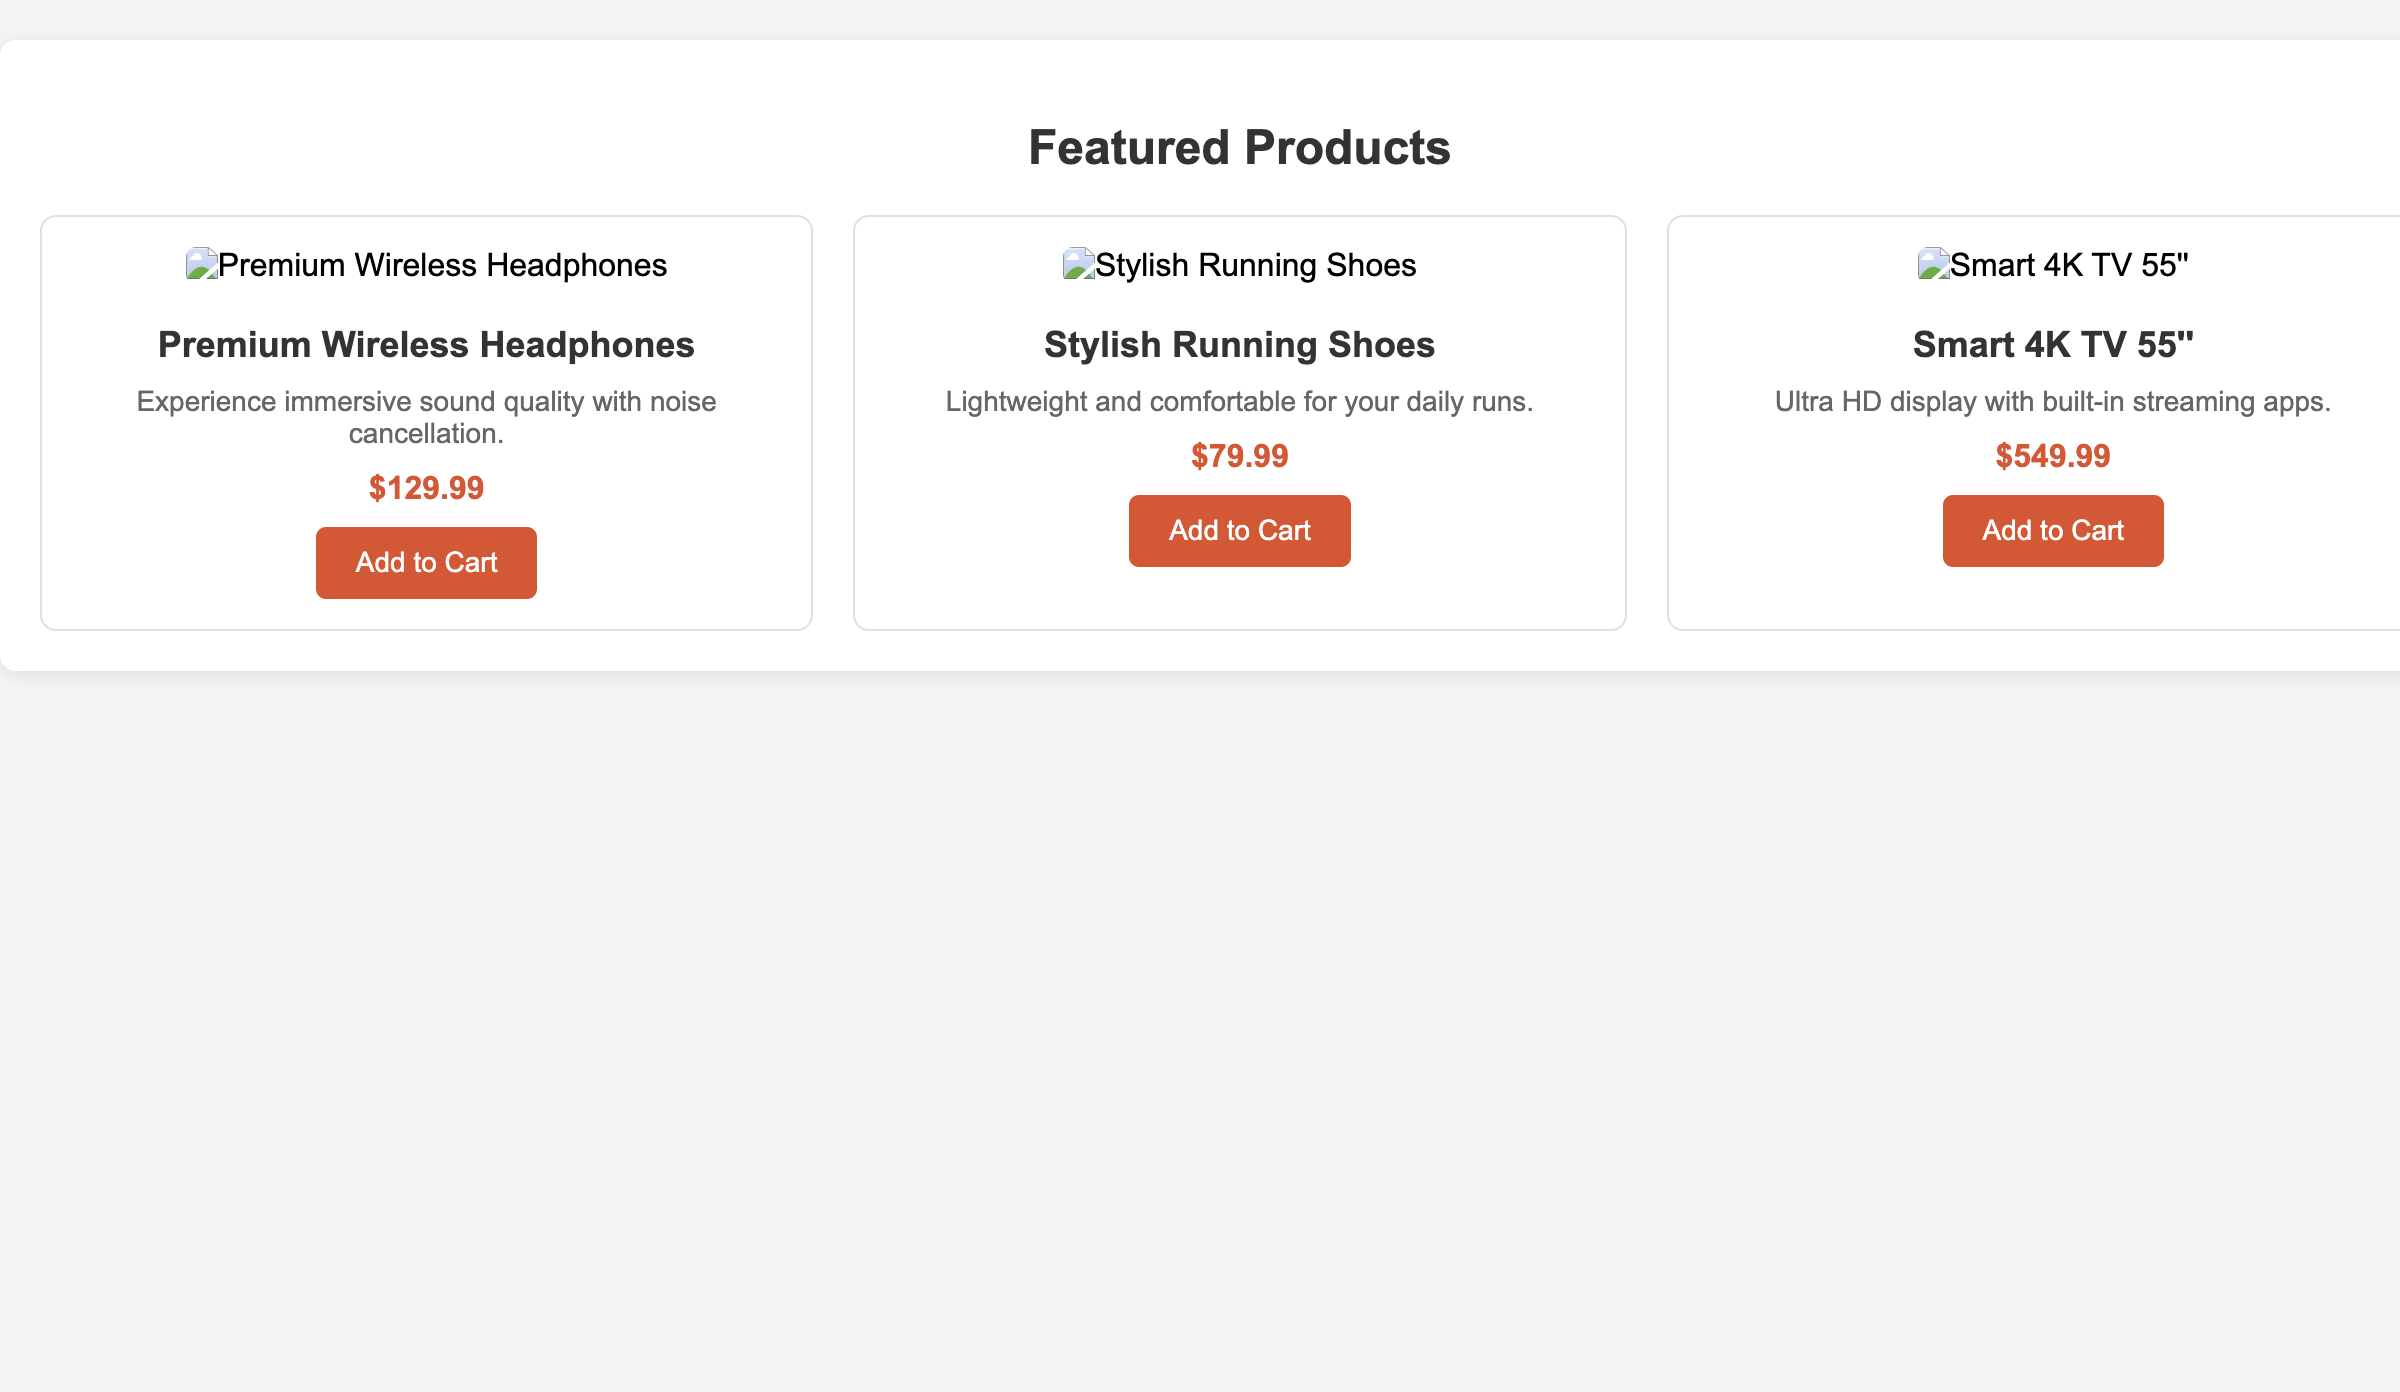 Featured Products
Premium Wireless Headphones
Premium Wireless Headphones
Experience immersive sound quality with noise
cancellation.
$129.99
Add to Cart
Stylish Running Shoes
Stylish Running Shoes
Lightweight and comfortable for your daily runs.
$79.99
Add to Cart
Smart 4K TV 55"
Smart 4K TV 55"
Ultra HD display with built-in streaming apps.
$549.99
Add to Cart